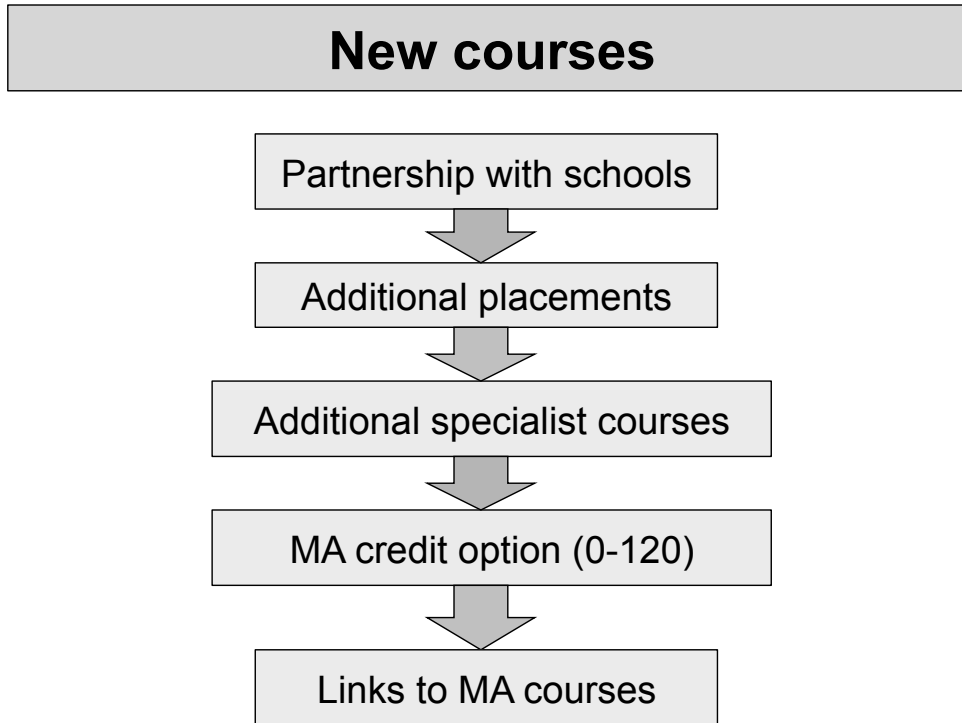 New courses
Partnership with schools
Additional placements
Additional specialist courses
MA credit option (0-120)
Links to MA courses